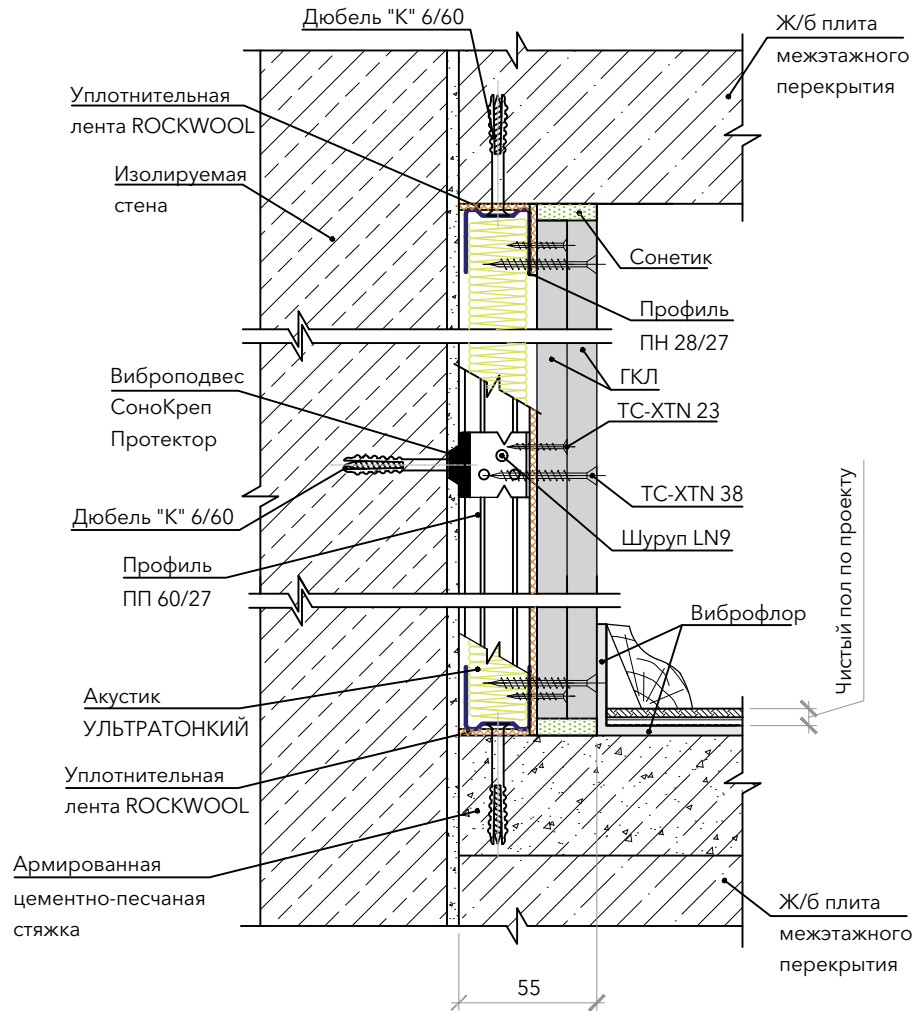 Дюбель "К" 6/60
Ж/б плита
межэтажного
перекрытия
Уплотнительная
лента ROCKWOOL
Изолируемая
стена
Сонетик
Профиль
ПН 28/27
ГКЛ
Виброподвес
СоноКреп
Протектор
ТС-XTN 23
ТС-XTN 38
Дюбель "К" 6/60
Шуруп LN9
Профиль
ПП 60/27
Виброфлор
Чистый пол по проекту
Акустик
УЛЬТРАТОНКИЙ
Уплотнительная
лента ROCKWOOL
Армированная
цементно-песчаная
стяжка
Ж/б плита
межэтажного
перекрытия
55